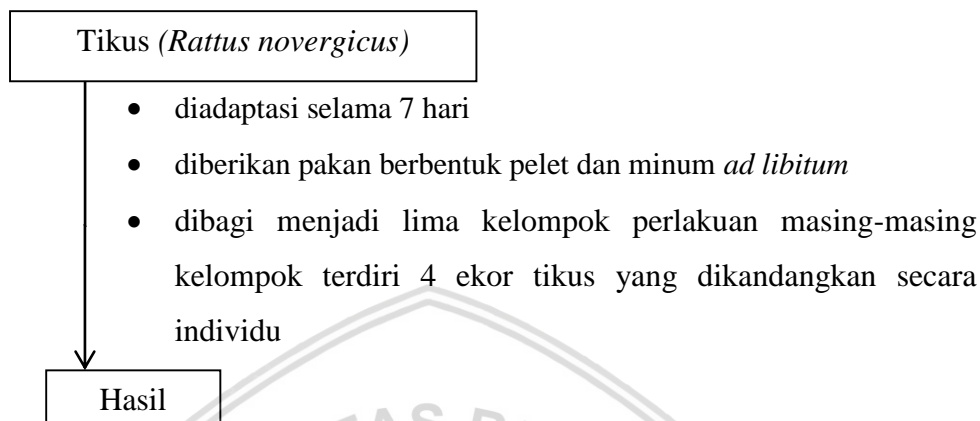 Tikus (Rattus novergicus)
• diadaptasi selama 7 hari
• diberikan pakan berbentuk pelet dan minum ad libitum
• dibagi menjadi lima kelompok perlakuan masing-masing
kelompok terdiri 4 ekor tikus yang dikandangkan secara
individu
Hasil